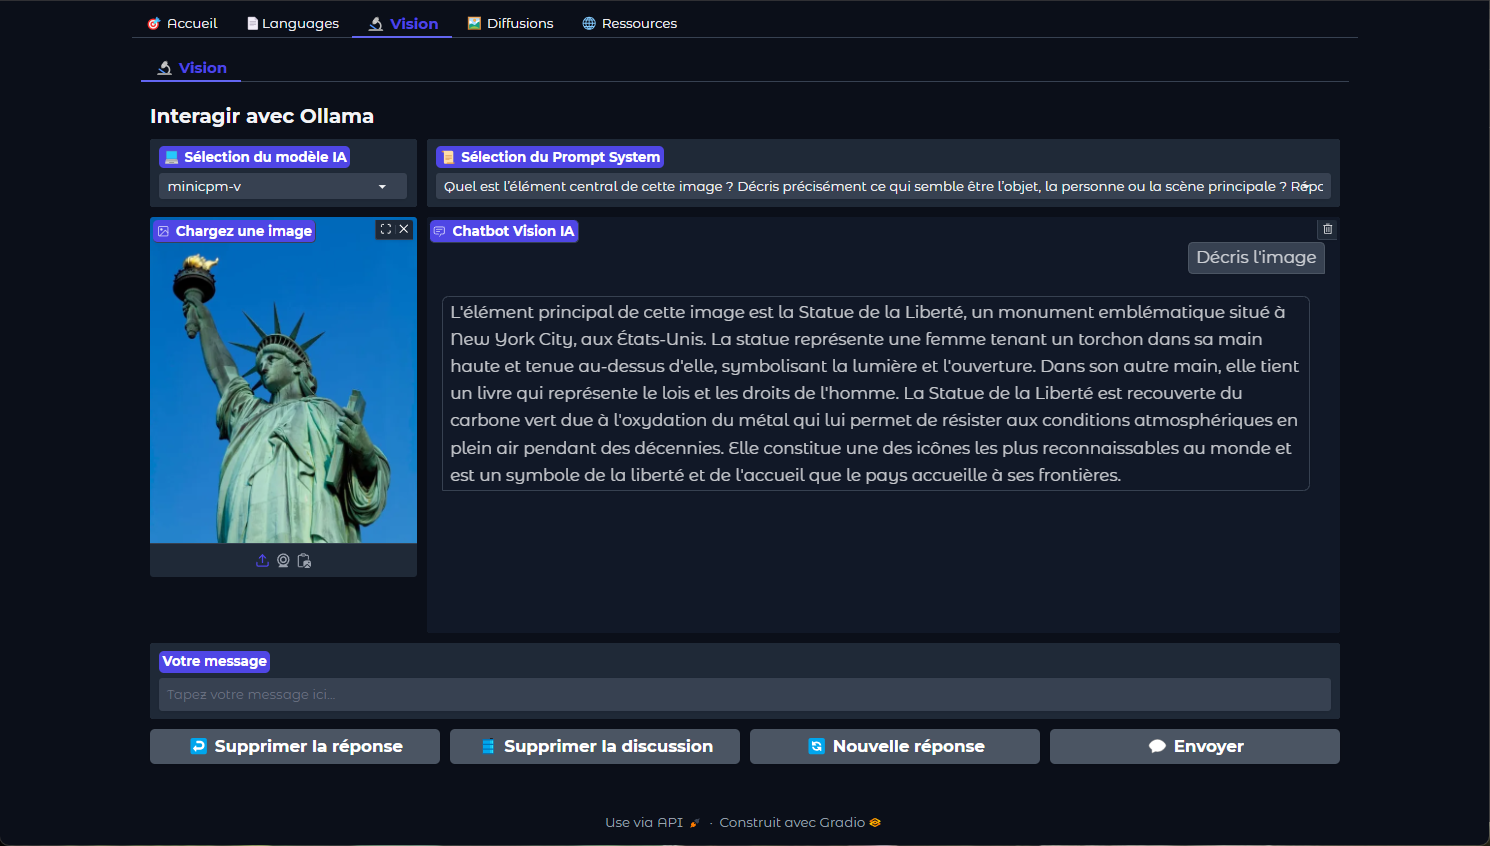 Accueil
Languages
Vision
Diffusions
Ressources
Vision
Interagir avec Ollama
Sélection du modèle IA
minicpm-v
Sélection du Prompt System
Quel est l'élément central de cette image ? Décris précisément ce qui semble être l'objet, la personne ou la scène principale ?
Chargez une image
Chatbot Vision IA
Décris l'image
L'élément principal de cette image est la Statue de la Liberté, un monument emblématique situé à
New York City, aux États-Unis. La statue représente une femme tenant un torchon dans sa main
haute et tenue au-dessus d'elle, symbolisant la lumière et l'ouverture. Dans son autre main, elle tient
un livre qui représente le lois et les droits de l'homme. La Statue de la Liberté est recouverte du
carbone vert due à l'oxydation du métal qui lui permet de résister aux conditions atmosphériques en
plein air pendant des décennies. Elle constitue une des icônes les plus reconnaissables au monde et
est un symbole de la liberté et de l'accueil que le pays accueille à ses frontières.
Votre message
Tapez votre message ici...
Supprimer la réponse
Supprimer la discussion
Nouvelle réponse
Envoyer
Use via API · Construit avec Gradio